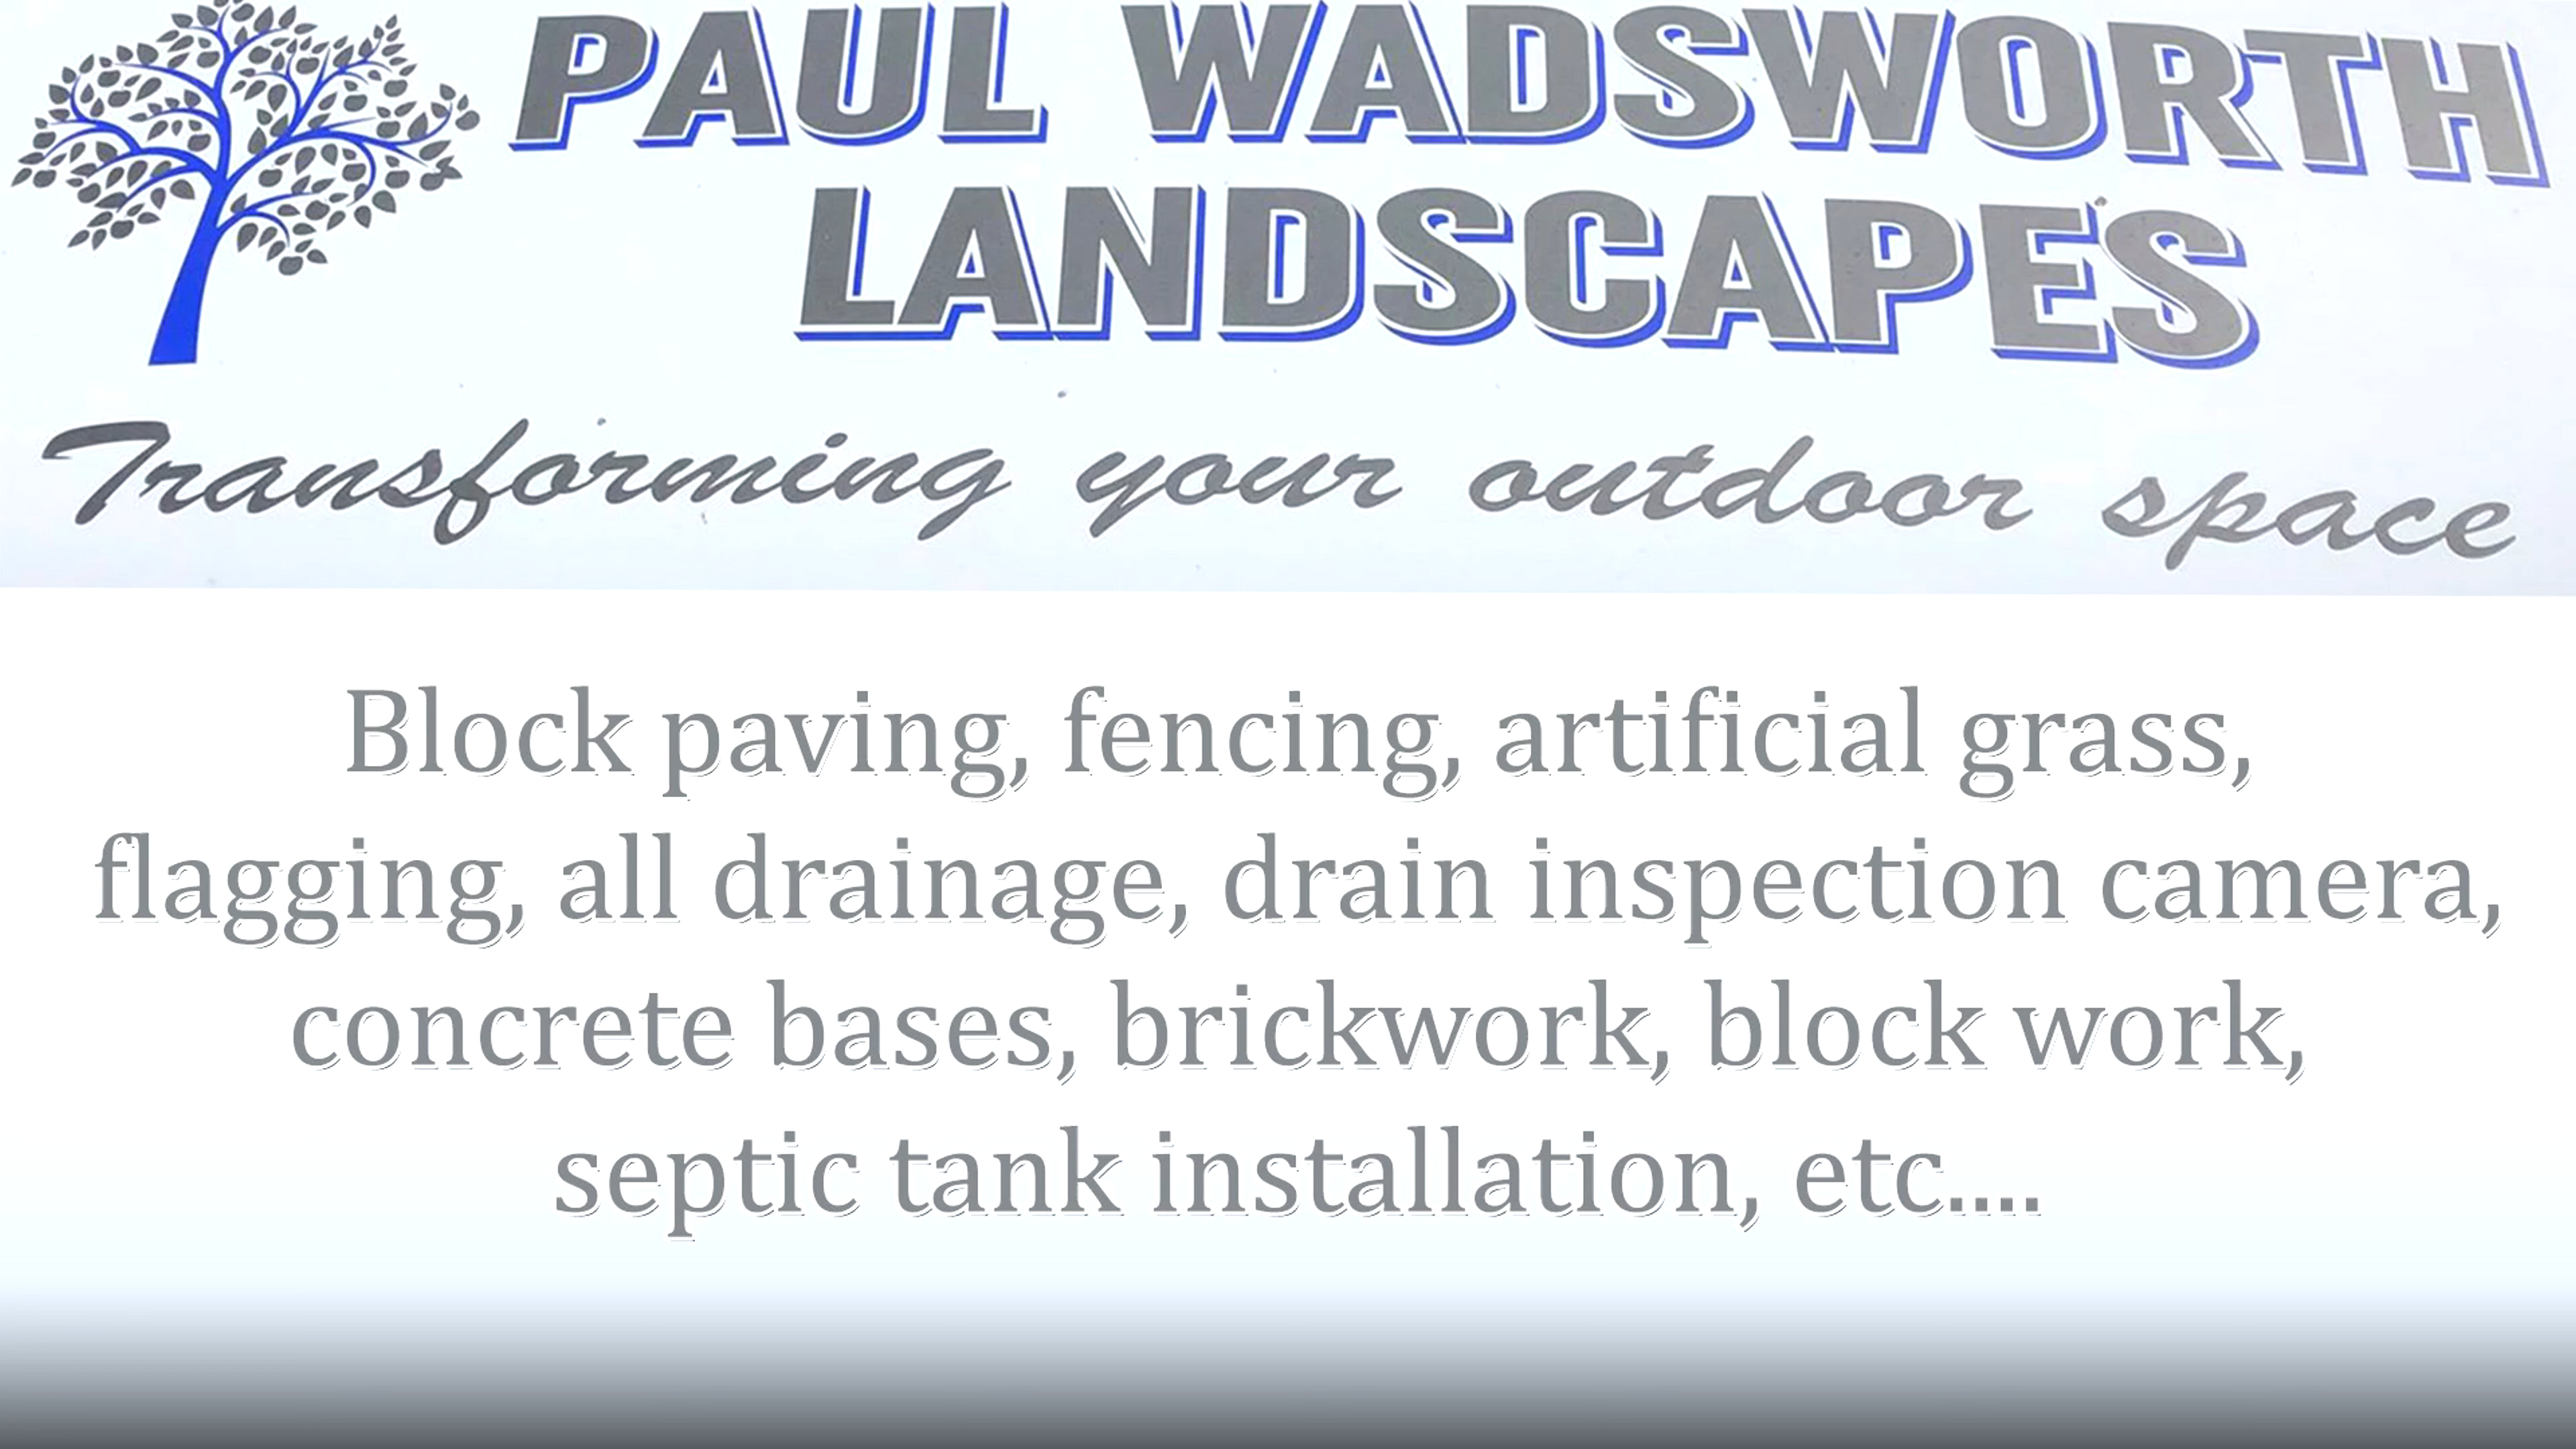 PAUL WADSWORTH
LANDSCAPES
Transforming your outdoor space
Block paving, fencing, artificial grass,
flagging, all drainage, drain inspection camera,
concrete bases, brickwork, block work,
septic tank installation, etc....